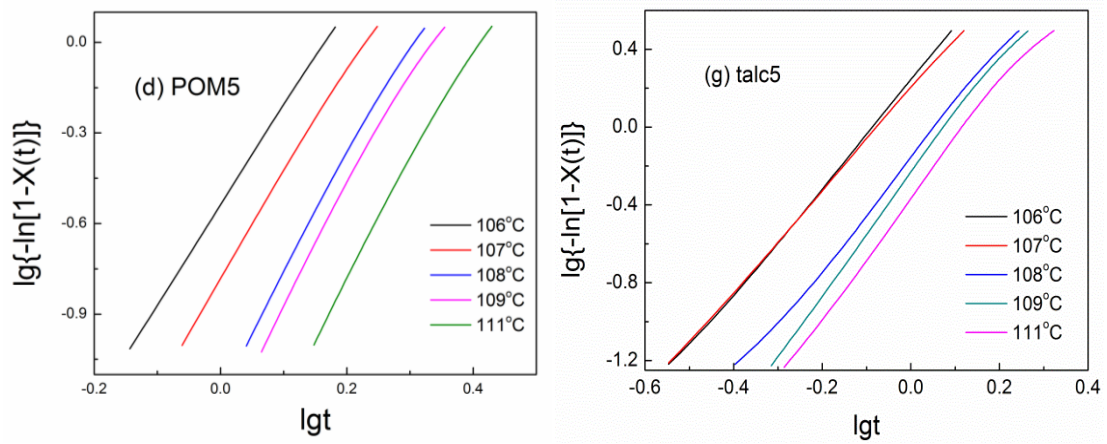 (d) POM5
lg{-ln[1-X(t)]}
0.0
-0.3
-0.6
-0.9
106°C
107°C
108°C
109°C
111°C
-0.2
0.0
0.2
0.4
lgt
(g) talc5
lg{-ln[1-X(t)]}
0.4
0.0
-0.4
-0.8
-1.2
106°C
107°C
108°C
109°C
111°C
-0.6
-0.4
-0.2
0.0
0.2
0.4
lgt